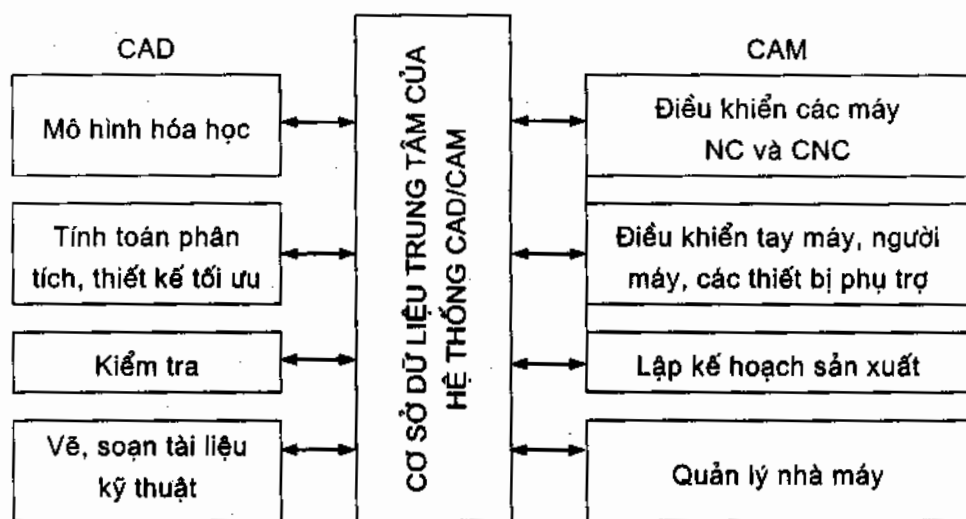 CAD
Mô hình hóa học
Tính toán phân
tích, thiết kế tối ưu
Kiểm tra
Vẽ, soạn tài liệu
kỹ thuật
CƠ SỞ DỮ LIỆU TRUNG TÂM CỦA
HỆ THỐNG CAD/CAM
CAM
Điều khiển các máy
NC và CNC
Điều khiển tay máy, người
máy, các thiết bị phụ trợ
Lập kế hoạch sản xuất
Quản lý nhà máy